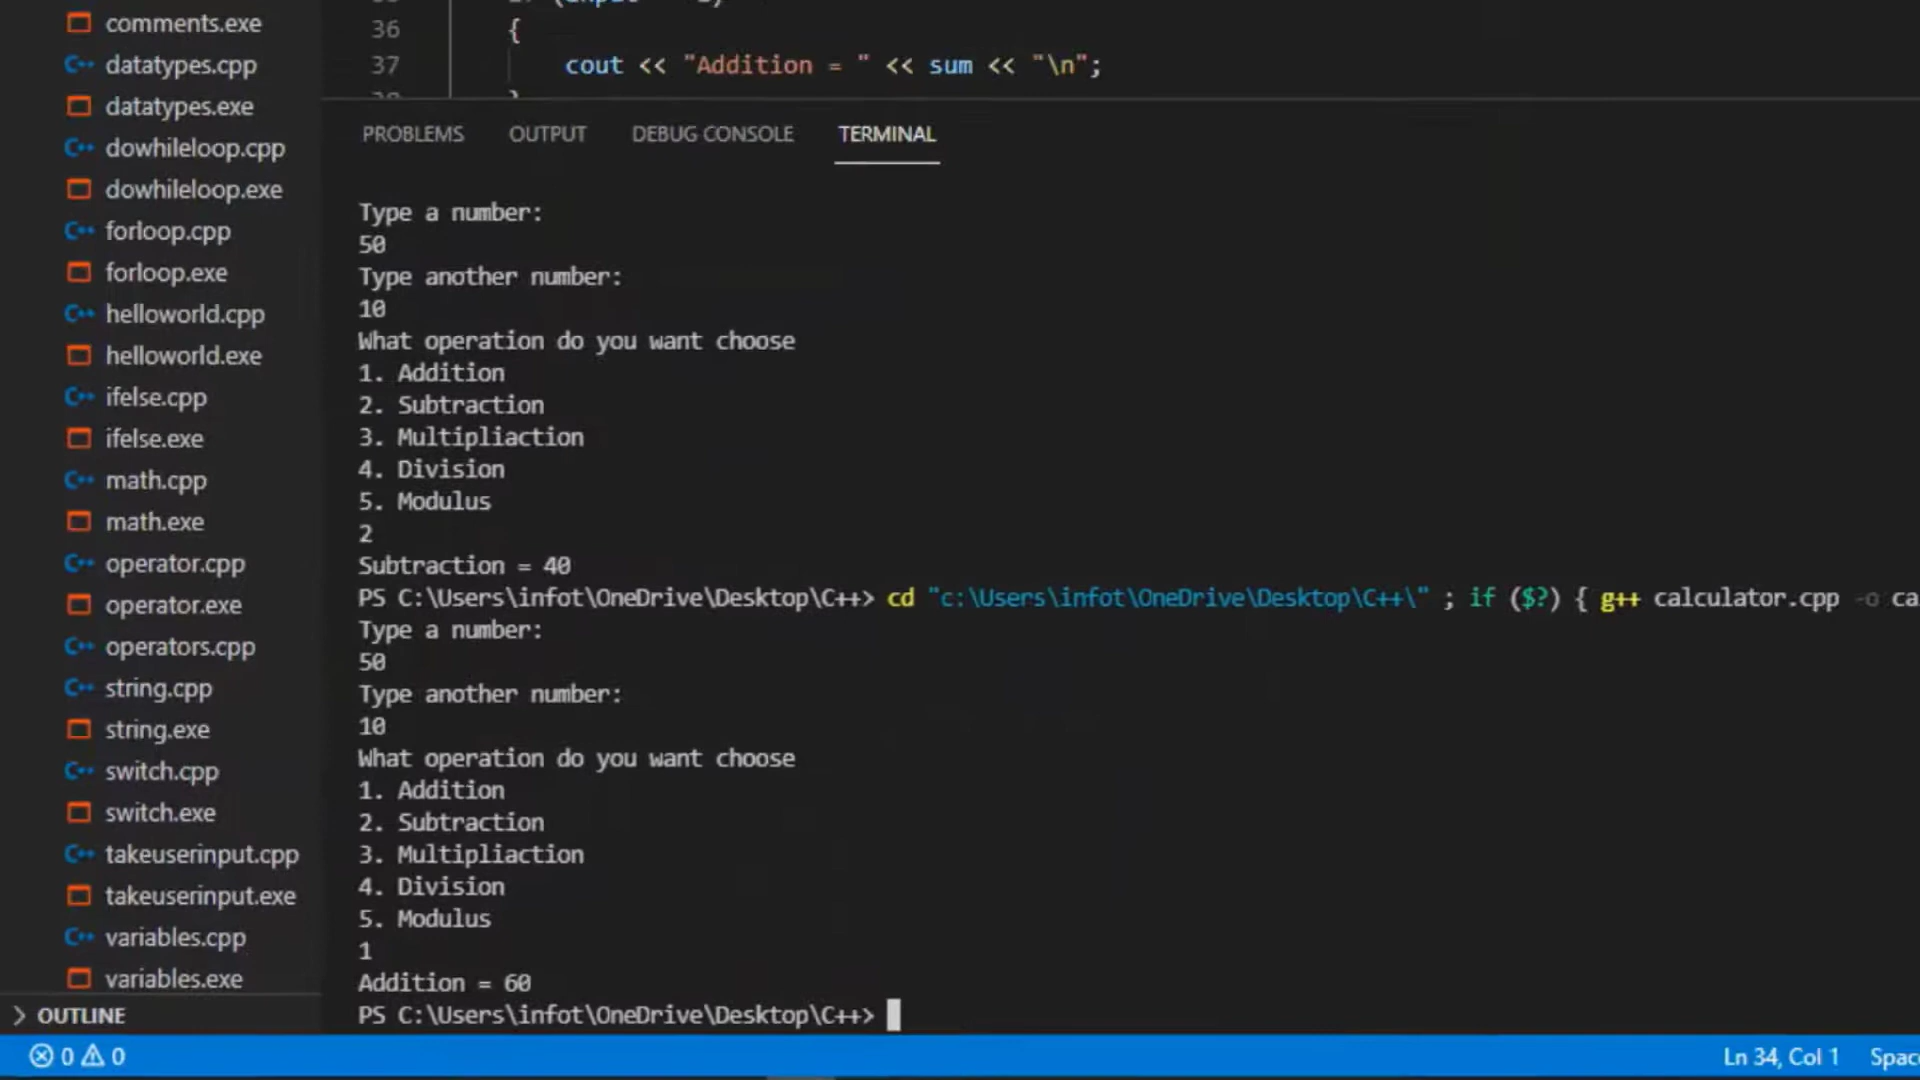 comments.exe
datatypes.cpp
datatypes.exe
dowhileloop.cpp
dowhileloop.exe
forloop.cpp
forloop.exe
helloworld.cpp
helloworld.exe
ifelse.cpp
ifelse.exe
math.cpp
math.exe
operator.cpp
operator.exe
operators.cpp
string.cpp
string.exe
switch.cpp
switch.exe
takeuserinput.cpp
takeuserinput.exe
variables.cpp
variables.exe
OUTLINE
36 {
37 cout << "Addition = " << sum << "\n";
PROBLEMS OUTPUT DEBUG CONSOLE TERMINAL
Type a number:
50
Type another number:
10
What operation do you want choose
1. Addition
2. Subtraction
3. Multipliaction
4. Division
5. Modulus
2
Subtraction = 40
PS C:\Users\infot\OneDrive\Desktop\C++> cd "c:\Users\infot\OneDrive\Desktop\C++\" ; if ($?) { g++ calculator.cpp -o ca
Type a number:
50
Type another number:
10
What operation do you want choose
1. Addition
2. Subtraction
3. Multipliaction
4. Division
5. Modulus
1
Addition = 60
PS C:\Users\infot\OneDrive\Desktop\C++>
0 0
Ln 34, Col 1 Spac